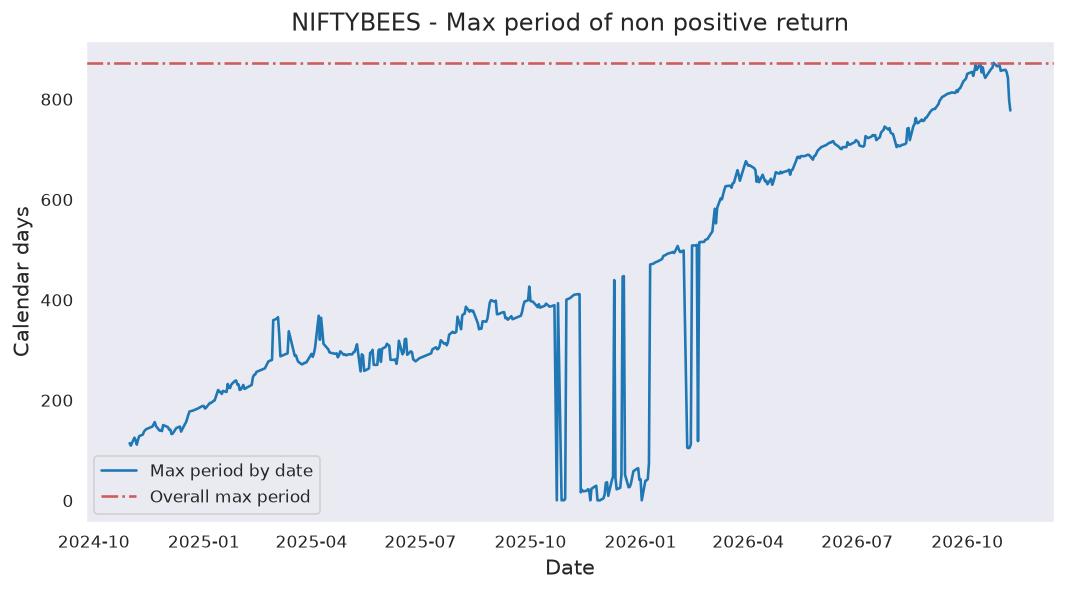 NIFTYBEES - Max period of non positive return
Calendar days
800
600
400
200
0
Max period by date
Overall max period
2024-10 2025-01 2025-04 2025-07 2025-10 2026-01 2026-04 2026-07 2026-10
Date